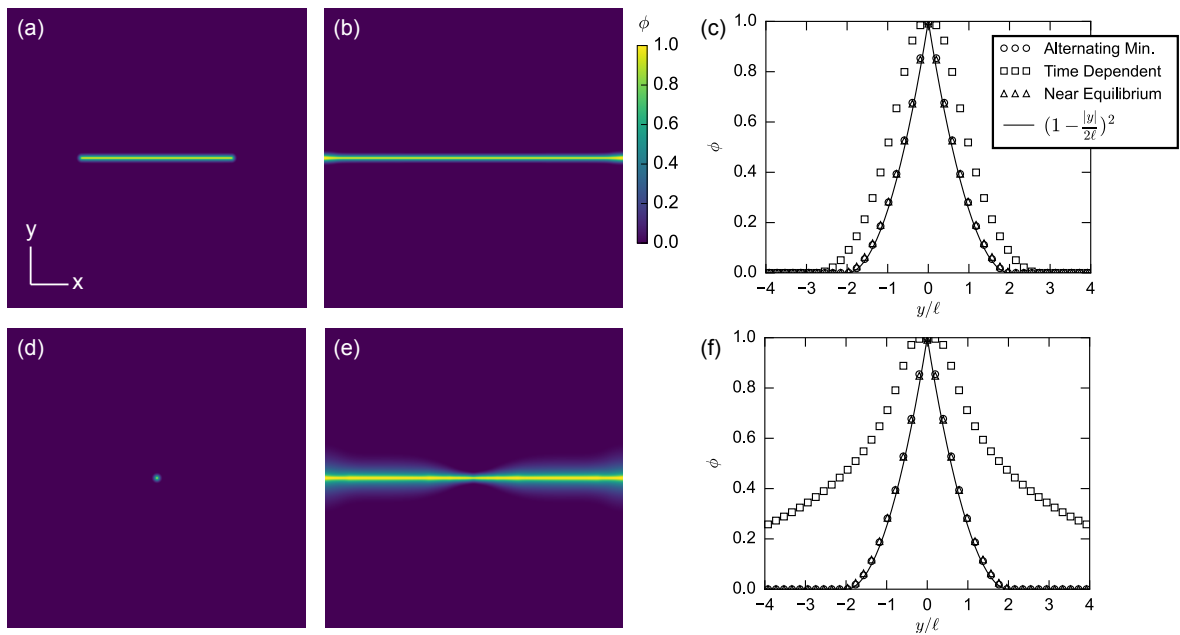 (a)
y
x
(b)
ϕ
1.0
0.8
0.6
0.4
0.2
0.0
(c)
1.0
0.8
0.6
0.4
0.2
0.0
ϕ
−4 −3 −2 −1 0 1 2 3 4
y/ℓ
Alternating Min.
Time Dependent
Near Equilibrium
(1 − |y|/2ℓ)²
(d)
(e)
(f)
1.0
0.8
0.6
0.4
0.2
0.0
ϕ
−4 −3 −2 −1 0 1 2 3 4
y/ℓ